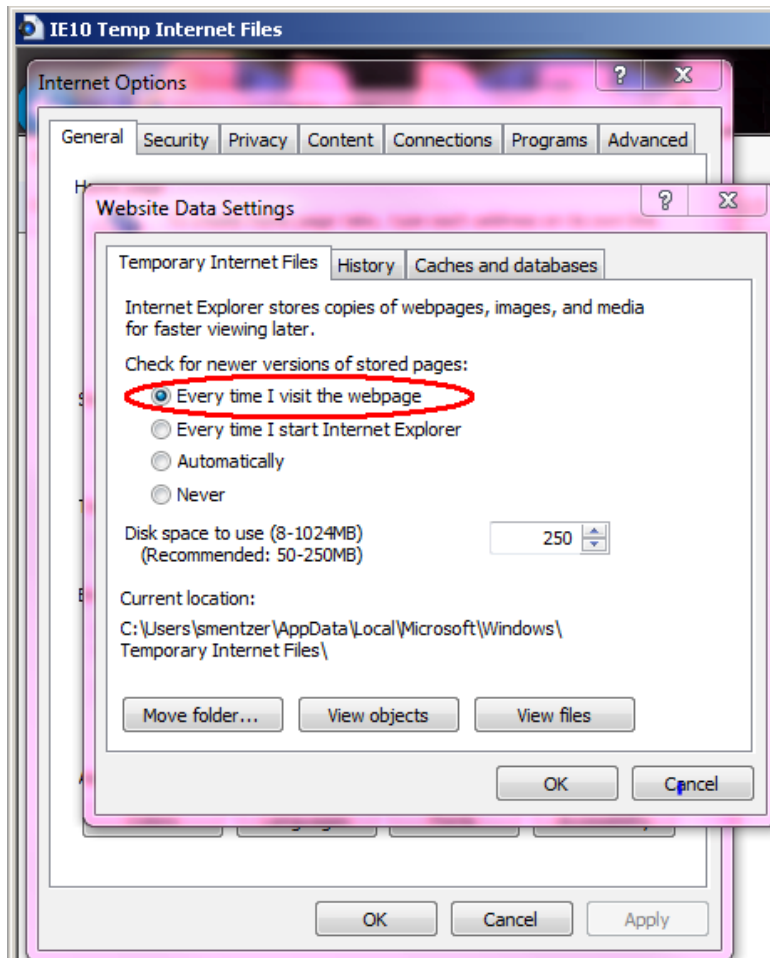 IE10 Temp Internet Files
Internet Options
? X
General Security Privacy Content Connections Programs Advanced
Website Data Settings
? X
Temporary Internet Files History Caches and databases
Internet Explorer stores copies of webpages, images, and media
for faster viewing later.
Check for newer versions of stored pages:
Every time I visit the webpage
Every time I start Internet Explorer
Automatically
Never
Disk space to use (8-1024MB)
(Recommended: 50-250MB)
250
Current location:
C:\Users\smentzer\AppData\Local\Microsoft\Windows\
Temporary Internet Files\
Move folder... View objects View files
OK Cancel
OK Cancel Apply